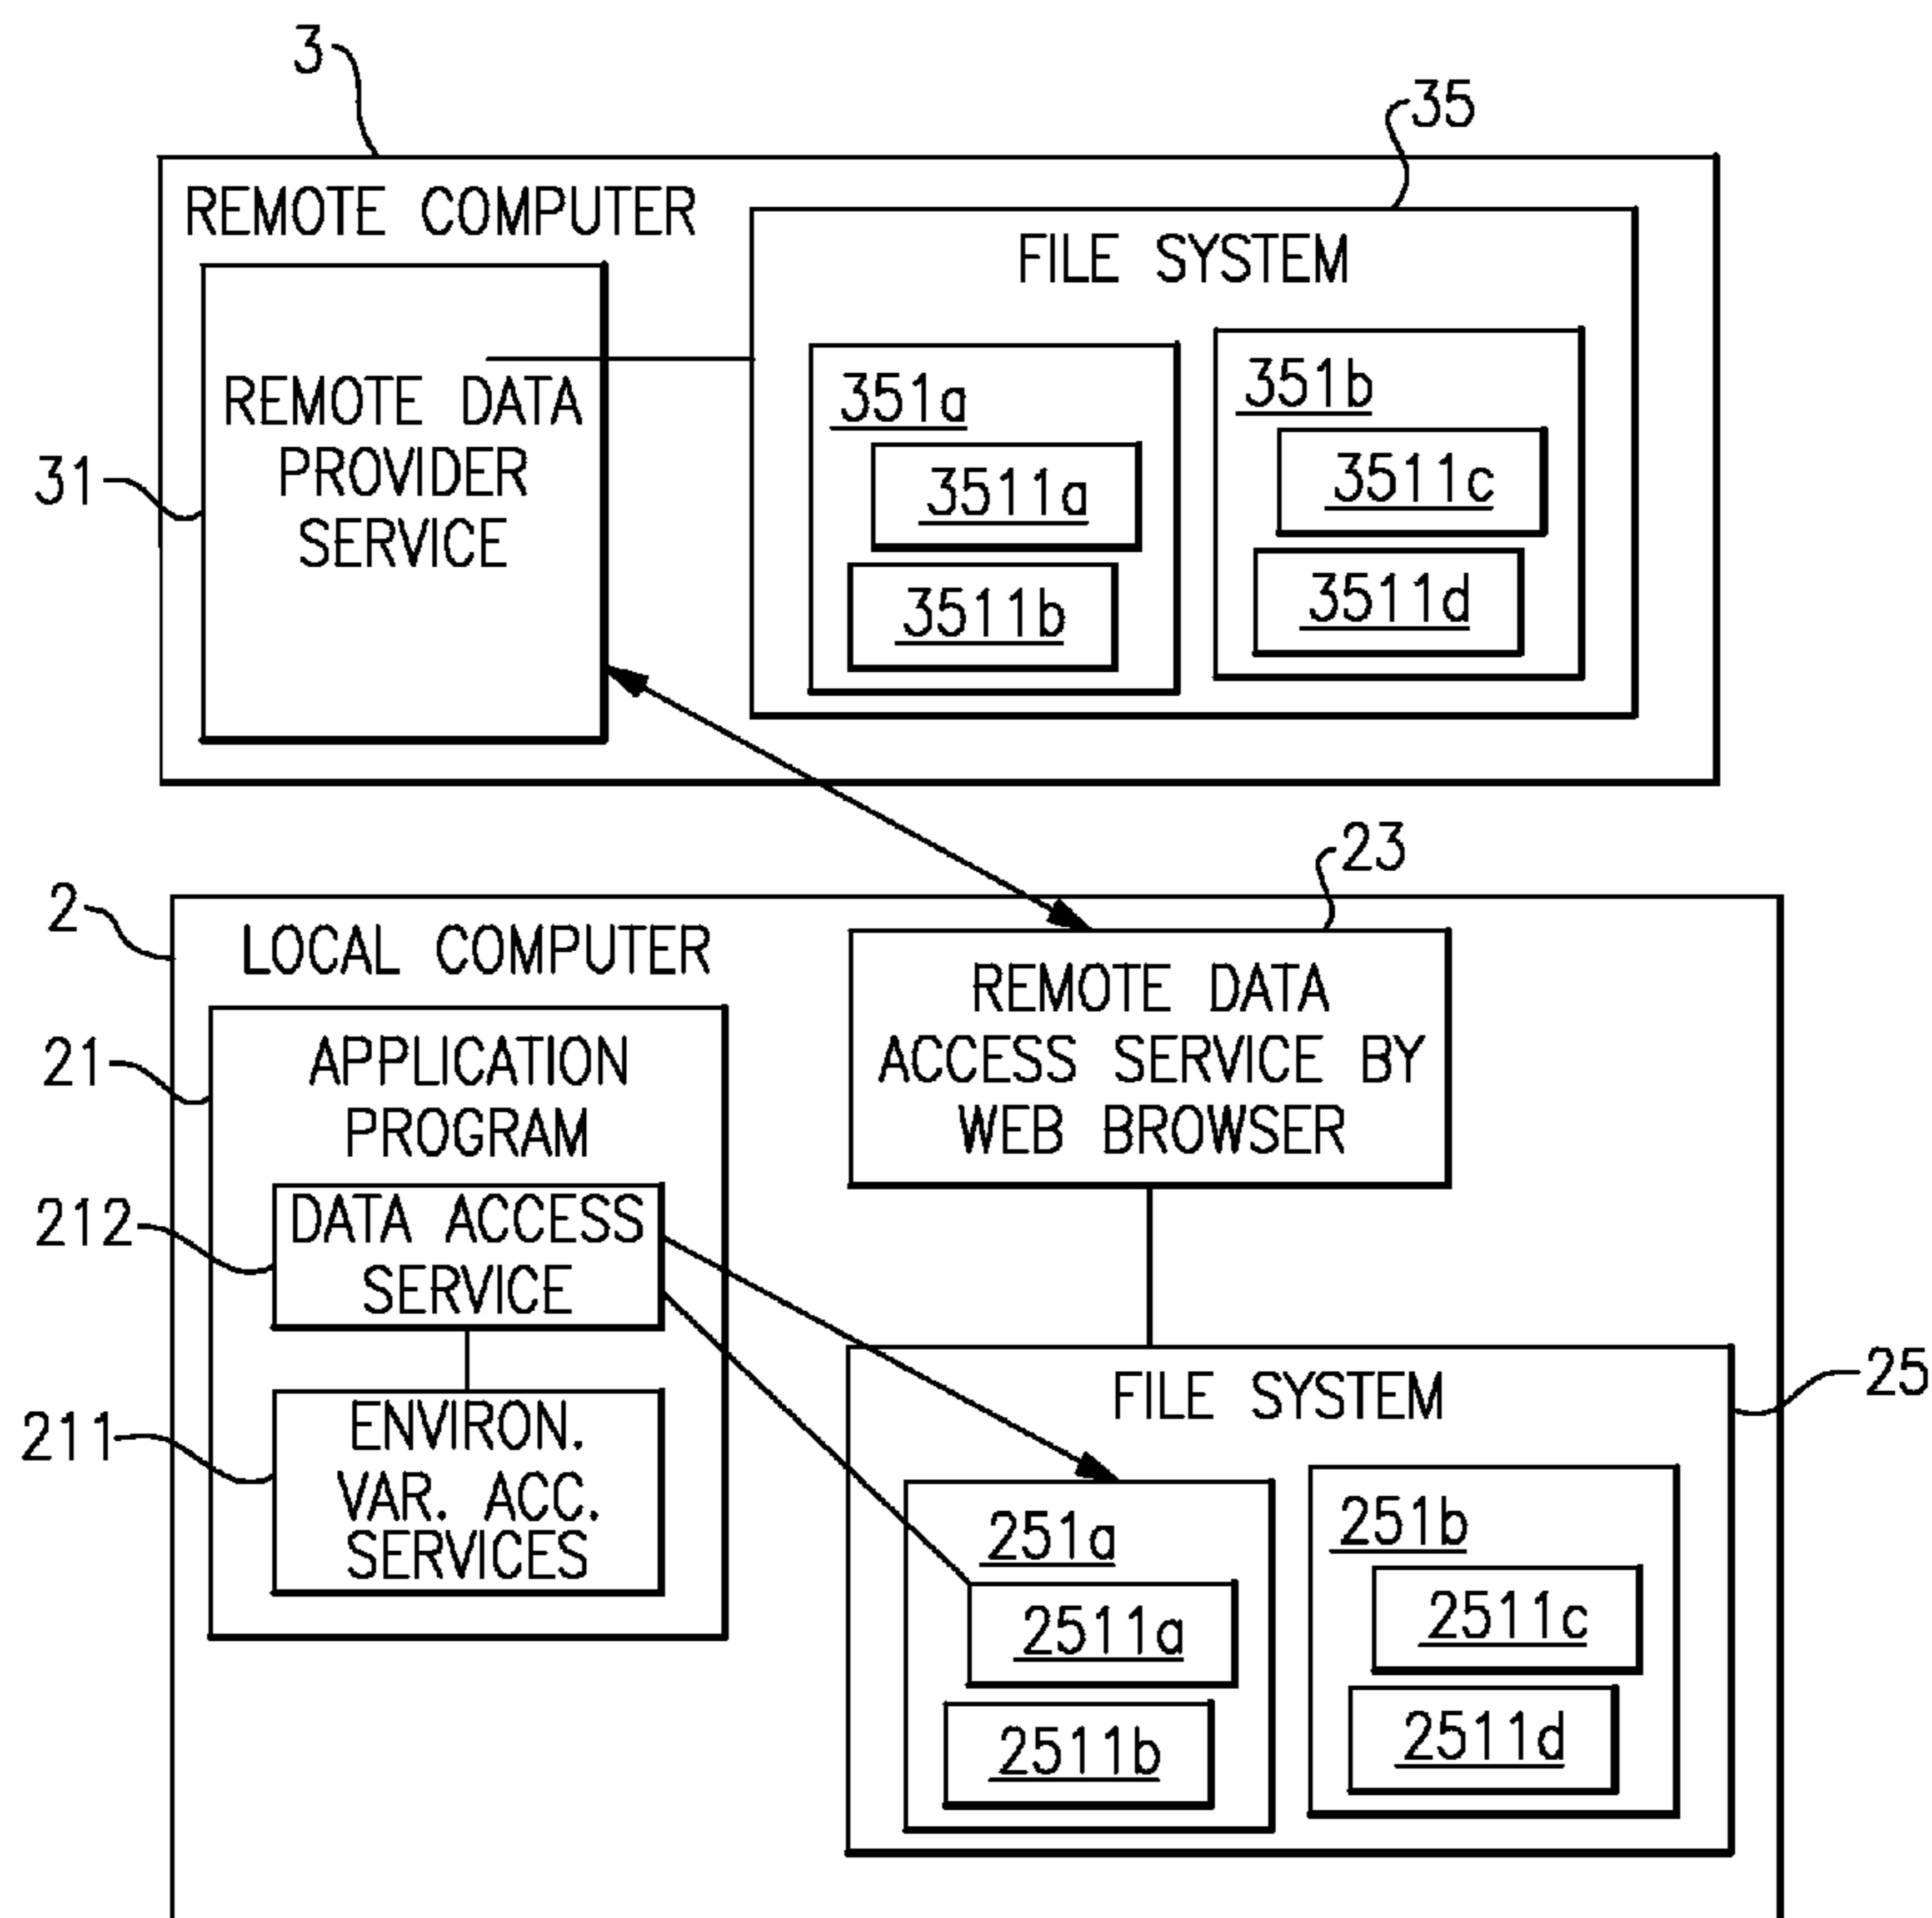 3
35
REMOTE COMPUTER
FILE SYSTEM
REMOTE DATA
PROVIDER
SERVICE
31
351a
3511a
3511b
351b
3511c
3511d
23
2
LOCAL COMPUTER
REMOTE DATA
ACCESS SERVICE BY
WEB BROWSER
21
APPLICATION
PROGRAM
212
DATA ACCESS
SERVICE
211
ENVIRON.
VAR. ACC.
SERVICES
FILE SYSTEM
25
251a
2511a
2511b
251b
2511c
2511d